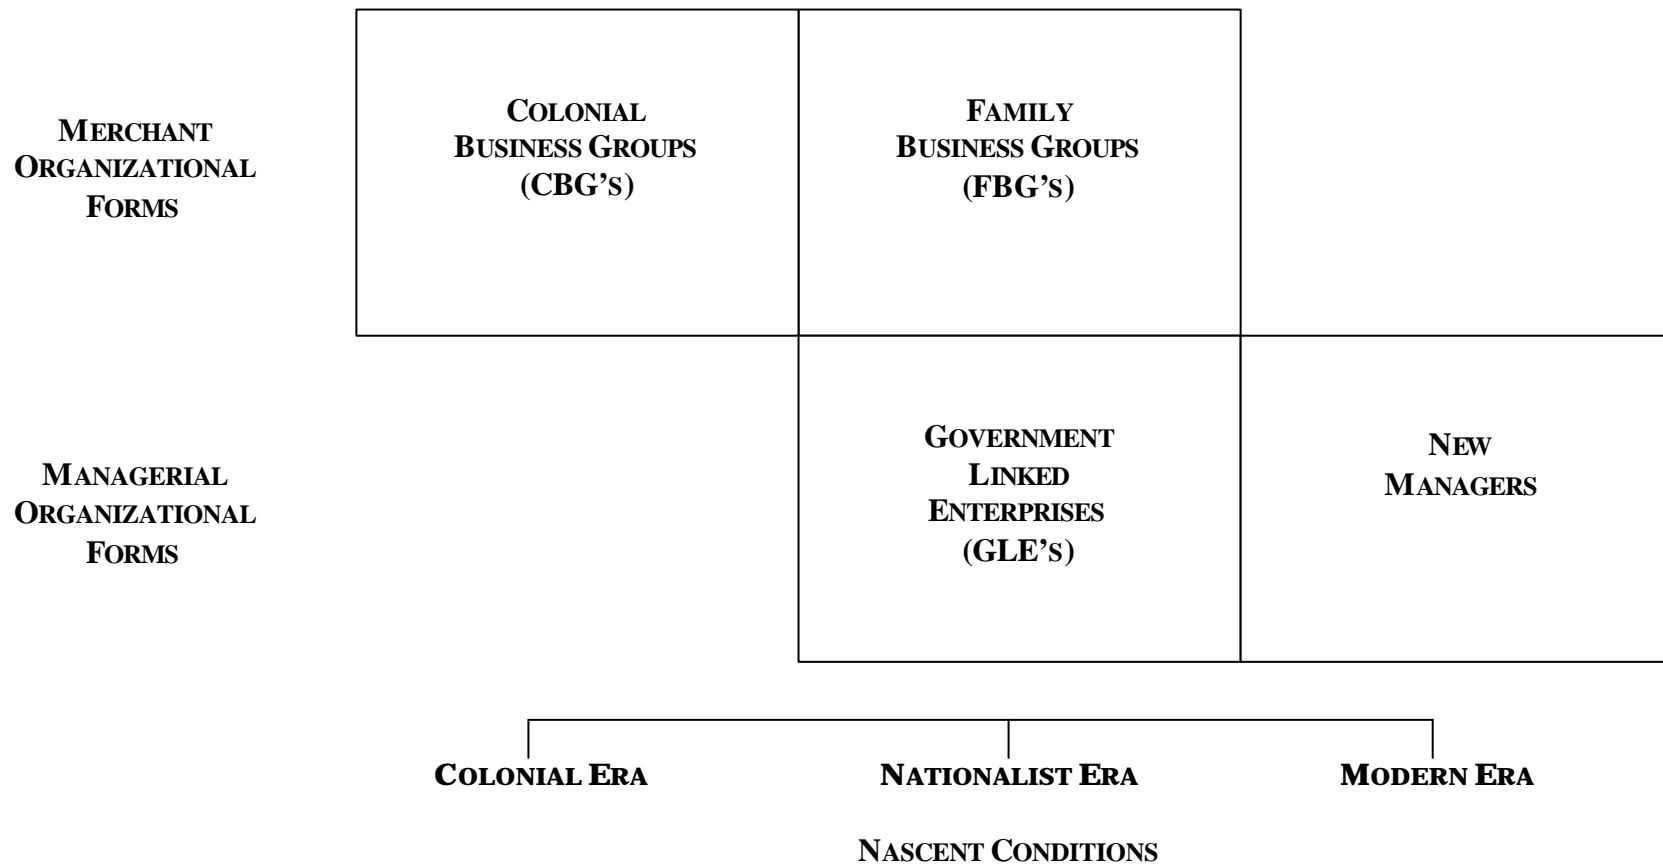 MERCHANT
ORGANIZATIONAL
FORMS
COLONIAL
BUSINESS GROUPS
(CBG'S)
FAMILY
BUSINESS GROUPS
(FBG'S)
MANAGERIAL
ORGANIZATIONAL
FORMS
GOVERNMENT
LINKED
ENTERPRISES
(GLE'S)
NEW
MANAGERS
COLONIAL ERA
NATIONALIST ERA
MODERN ERA
NASCENT CONDITIONS